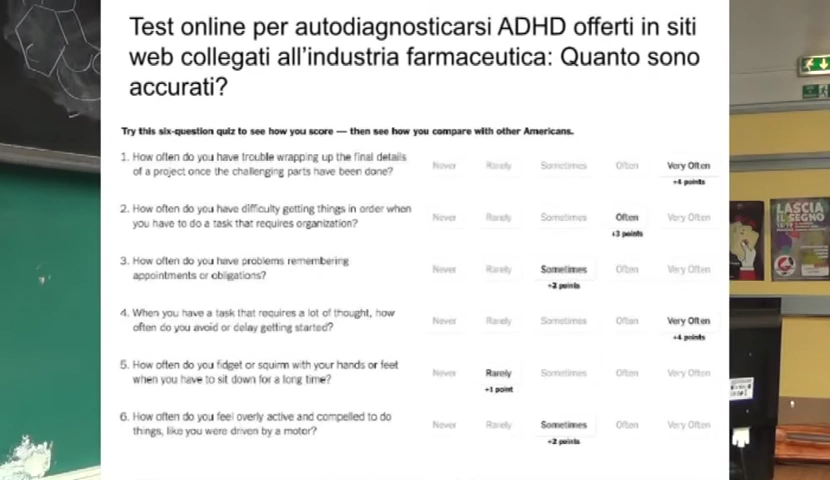 Test online per autodiagnosticarsi ADHD offerti in siti
web collegati all'industria farmaceutica: Quanto sono
accurati?
Try this six-question quiz to see how you score — then see how you compare with other Americans.
1. How often do you have trouble wrapping up the final details
of a project once the challenging parts have been done?
Never Rarely Sometimes Often Very Often
+4 points
2. How often do you have difficulty getting things in order when
you have to do a task that requires organization?
Never Rarely Sometimes Often Very Often
+3 points
3. How often do you have problems remembering
appointments or obligations?
Never Rarely Sometimes Often Very Often
+2 points
4. When you have a task that requires a lot of thought, how
often do you avoid or delay getting started?
Never Rarely Sometimes Often Very Often
+4 points
5. How often do you fidget or squirm with your hands or feet
when you have to sit down for a long time?
Never Rarely Sometimes Often Very Often
+1 point
6. How often do you feel overly active and compelled to do
things, like you were driven by a motor?
Never Rarely Sometimes Often Very Often
+2 points
LASCIA
IL SEGNO